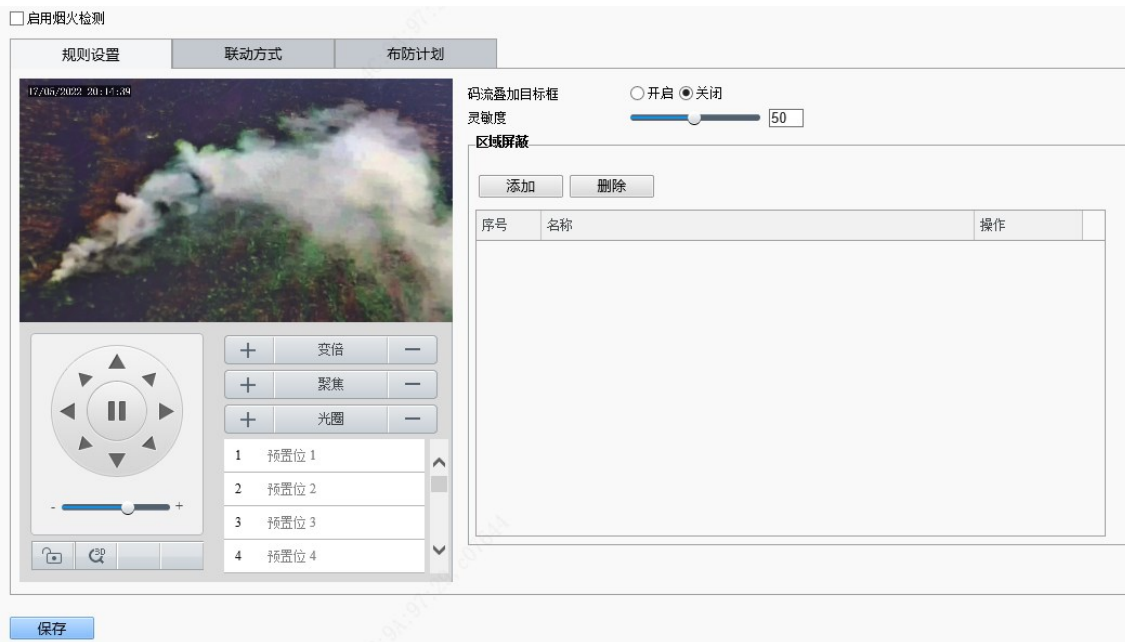 启用烟火检测
规则设置 联动方式 布防计划
17/05/2022 20:14:39
码流叠加目标框 开启 关闭
灵敏度 50
区域屏蔽
添加 删除
序号 名称 操作
+ 变倍 −
+ 聚焦 −
+ 光圈 −
1 预置位 1
2 预置位 2
3 预置位 3
4 预置位 4
- +
3D
保存